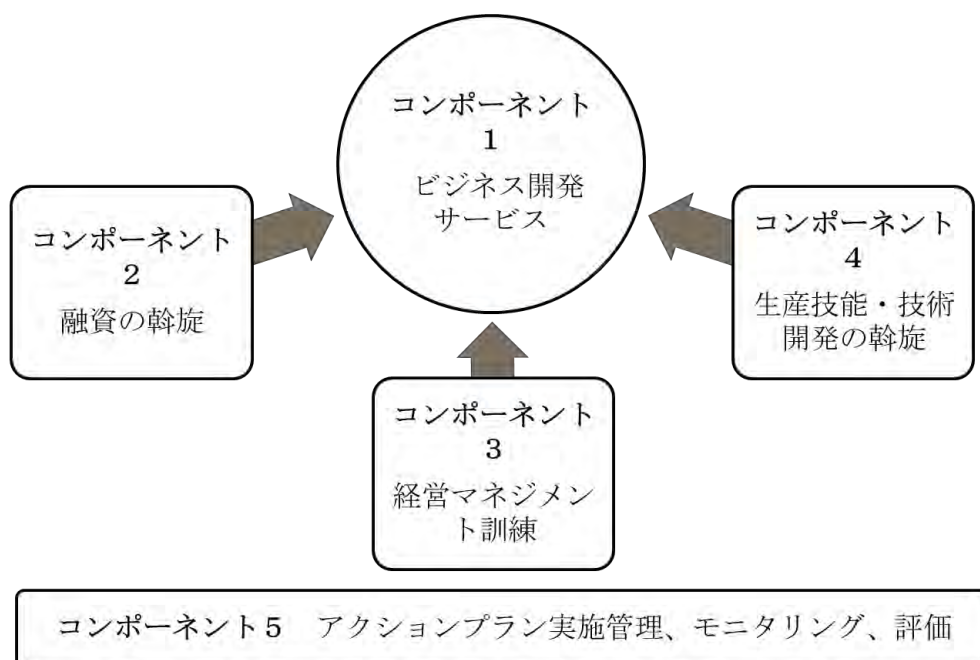 コンポーネント
1
ビジネス開発
サービス
コンポーネント
2
融資の斡旋
コンポーネント
3
経営マネジメン
ト訓練
コンポーネント
4
生産技能・技術
開発の斡旋
コンポーネント５　アクションプラン実施管理、モニタリング、評価